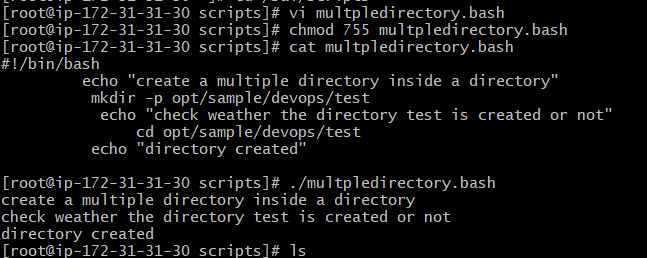 [root@ip-172-31-31-30 scripts]# vi multpledirectory.bash
[root@ip-172-31-31-30 scripts]# chmod 755 multpledirectory.bash
[root@ip-172-31-31-30 scripts]# cat multpledirectory.bash
#!/bin/bash
echo "create a multiple directory inside a directory"
mkdir -p opt/sample/devops/test
echo "check weather the directory test is created or not"
cd opt/sample/devops/test
echo "directory created"
[root@ip-172-31-31-30 scripts]# ./multpledirectory.bash
create a multiple directory inside a directory
check weather the directory test is created or not
directory created
[root@ip-172-31-31-30 scripts]# ls